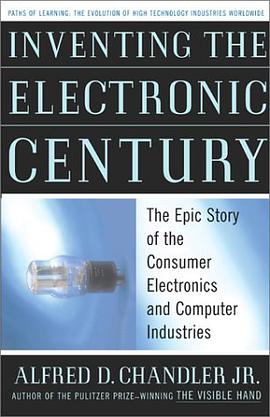 PATHS OF LEARNING: THE EVOLUTION OF HIGH TECHNOLOGY INDUSTRIES WORLDWIDE
INVENTING THE
ELECTRONIC
CENTURY
The Epic Story
of the
Consumer
Electronics
and Computer
Industries
ALFRED D. CHANDLER JR.
AUTHOR OF THE PULITZER PRIZE–WINNING THE VISIBLE HAND